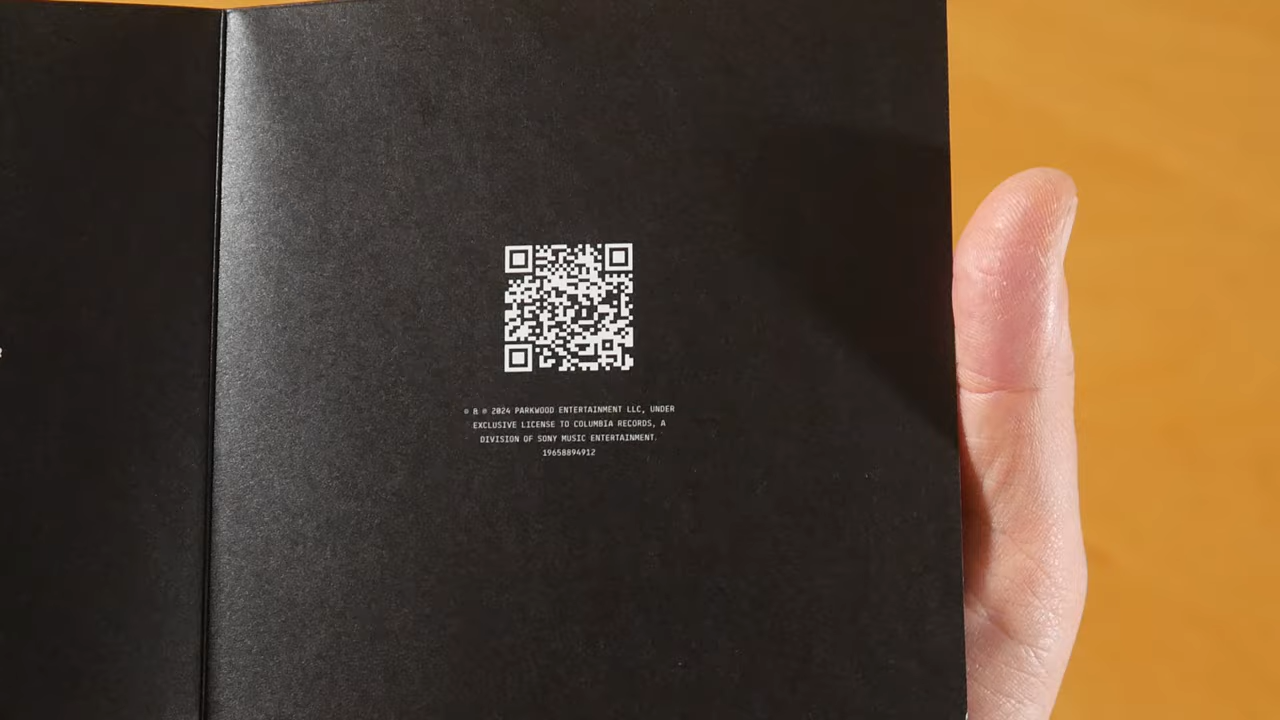 © & ℗ 2024 PARKWOOD ENTERTAINMENT LLC, UNDER
EXCLUSIVE LICENSE TO COLUMBIA RECORDS, A
DIVISION OF SONY MUSIC ENTERTAINMENT.
19658894912